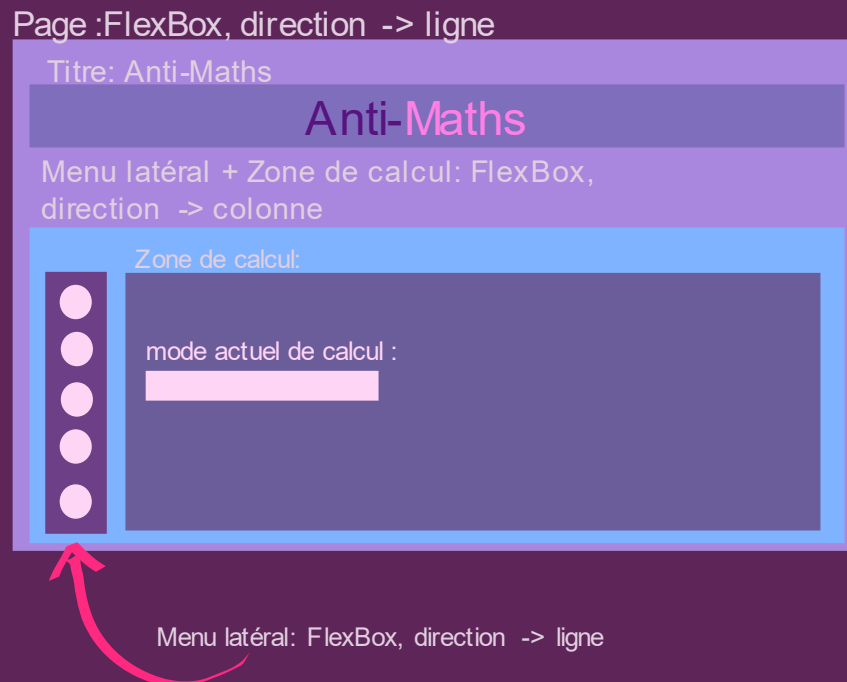 Page :FlexBox, direction -> ligne
Titre: Anti-Maths
Anti-Maths
Menu latéral + Zone de calcul: FlexBox,
direction -> colonne
Zone de calcul:
mode actuel de calcul :
Menu latéral: FlexBox, direction -> ligne